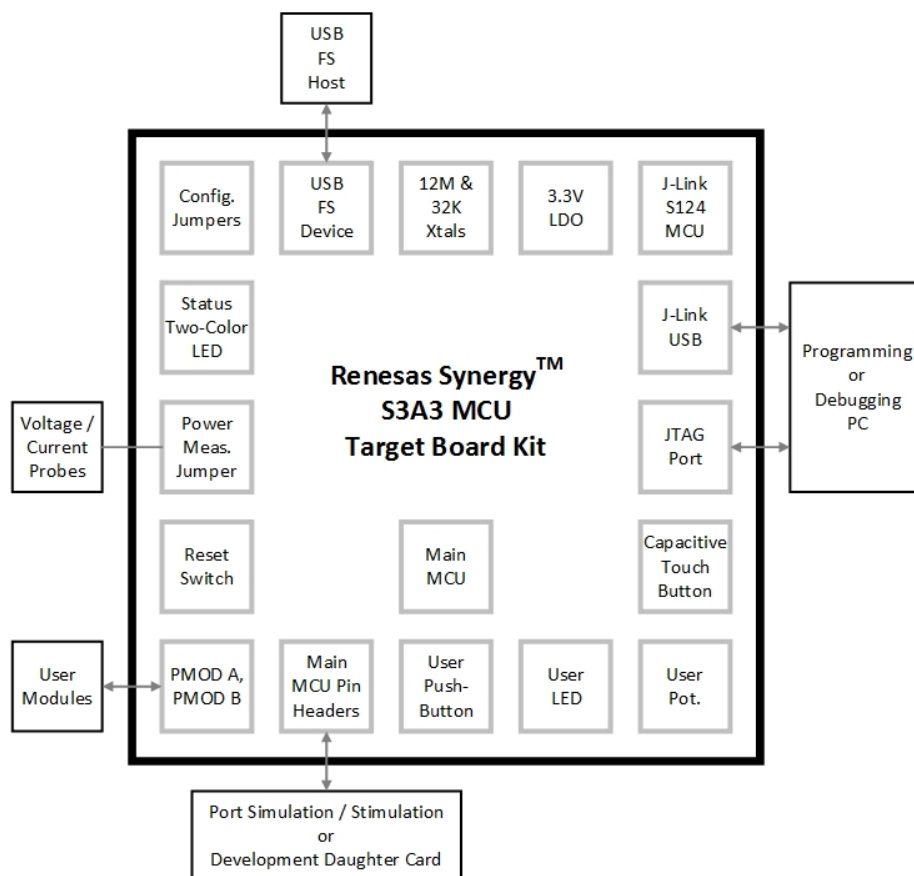 USB
FS
Host
Config.
Jumpers
USB
FS
Device
12M &
32K
Xtals
3.3V
LDO
J-Link
S124
MCU
Status
Two-Color
LED
J-Link
USB
Programming
or
Debugging
PC
Renesas Synergy™
S3A3 MCU
Target Board Kit
Voltage /
Current
Probes
Power
Meas.
Jumper
JTAG
Port
Reset
Switch
Main
MCU
Capacitive
Touch
Button
User
Modules
PMOD A,
PMOD B
Main
MCU Pin
Headers
User
Push-
Button
User
LED
User
Pot.
Port Simulation / Stimulation
or
Development Daughter Card